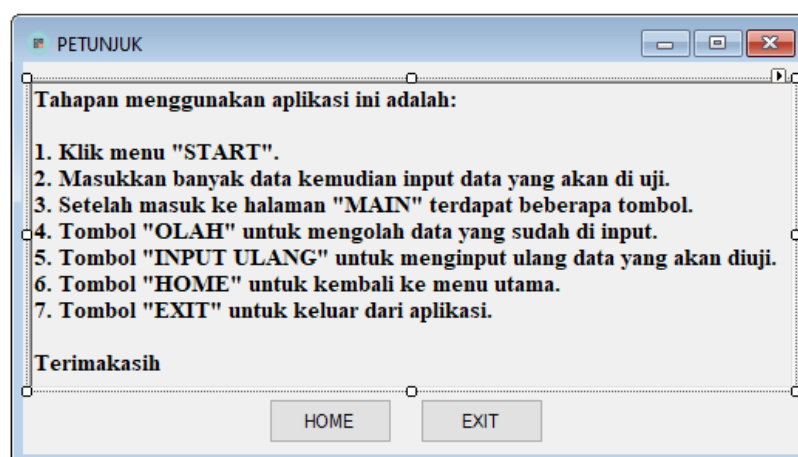 PETUNJUK
Tahapan menggunakan aplikasi ini adalah:
1. Klik menu "START".
2. Masukkan banyak data kemudian input data yang akan di uji.
3. Setelah masuk ke halaman "MAIN" terdapat beberapa tombol.
4. Tombol "OLAH" untuk mengolah data yang sudah di input.
5. Tombol "INPUT ULANG" untuk menginput ulang data yang akan diuji.
6. Tombol "HOME" untuk kembali ke menu utama.
7. Tombol "EXIT" untuk keluar dari aplikasi.
Terimakasih
HOME EXIT